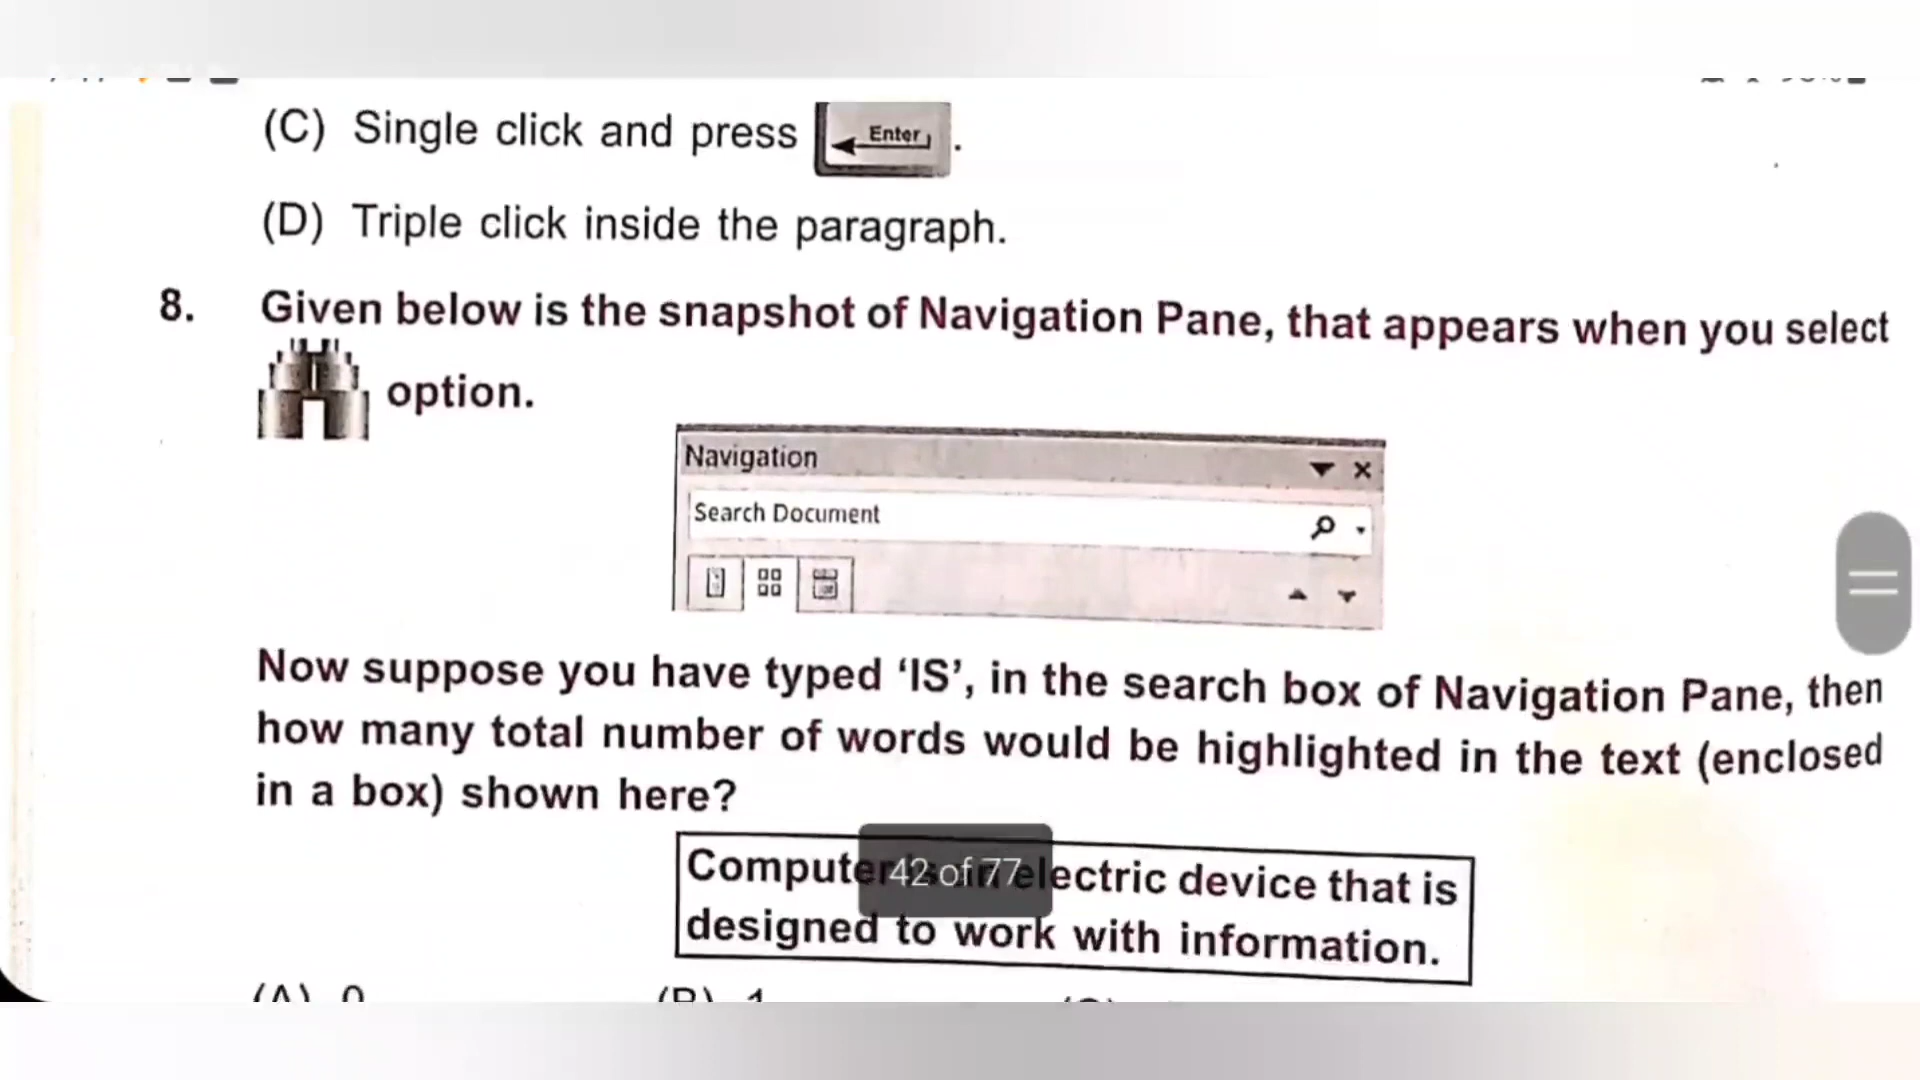 (C) Single click and press Enter .
(D) Triple click inside the paragraph.
8. Given below is the snapshot of Navigation Pane, that appears when you select
option.
Navigation
Search Document
Now suppose you have typed ‘IS’, in the search box of Navigation Pane, then
how many total number of words would be highlighted in the text (enclosed
in a box) shown here?
42 of 77
Computer electric device that is
designed to work with information.
(A) 0 (B) 1